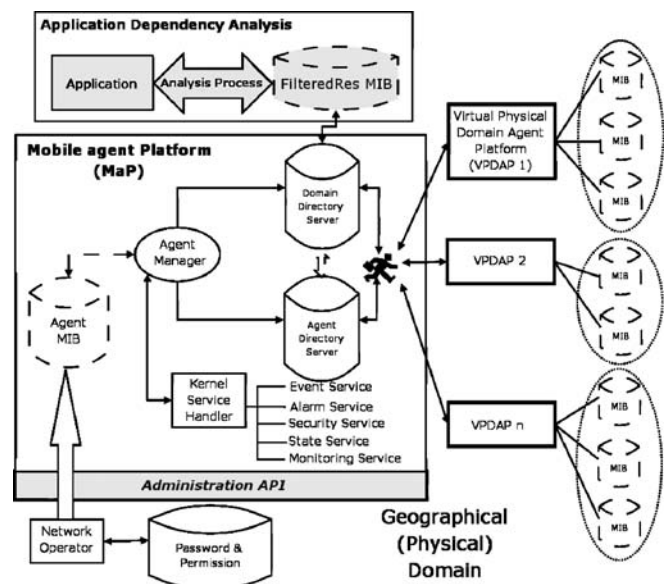 Application Dependency Analysis
Application
Analysis Process
FilteredRes MIB
Mobile agent Platform
(MaP)
Domain
Directory
Server
Agent
Manager
Agent
MIB
Agent
Directory
Server
Kernel
Service
Handler
Event Service
Alarm Service
Security Service
State Service
Monitoring Service
Administration API
Network
Operator
Password &
Permission
Virtual Physical
Domain Agent
Platform
(VPDAP 1)
MIB
MIB
MIB
VPDAP 2
MIB
MIB
VPDAP n
MIB
MIB
MIB
Geographical
(Physical)
Domain